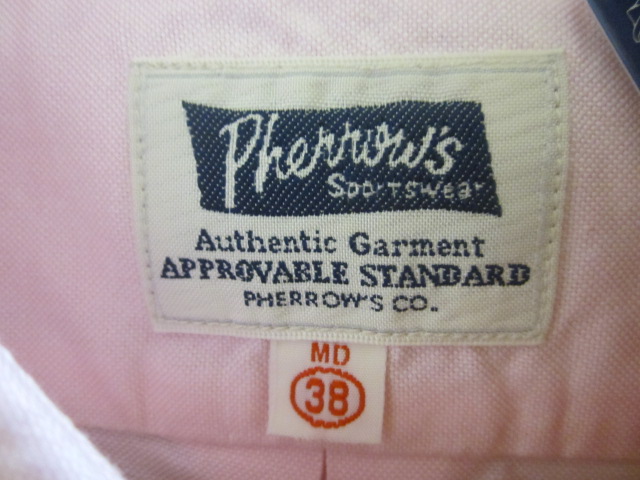 Pherrow's
Sportswear
Authentic Garment
APPROVABLE STANDARD
PHERROW'S CO.
MD
38